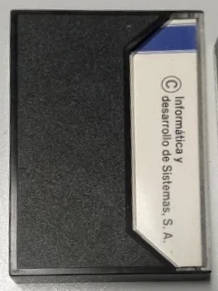 © Informática y
desarrollo de Sistemas, S. A.